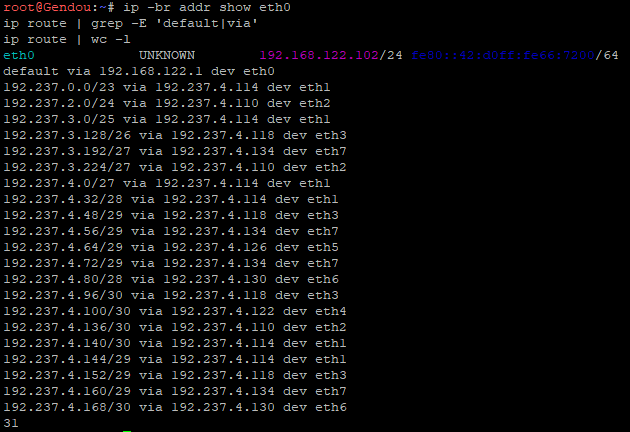 root@Gendou:~# ip -br addr show eth0
ip route | grep -E 'default|via'
ip route | wc -l
eth0 UNKNOWN 192.168.122.102/24 fe80::42:d0ff:fe66:7200/64
default via 192.168.122.1 dev eth0
192.237.0.0/23 via 192.237.4.114 dev eth1
192.237.2.0/24 via 192.237.4.110 dev eth2
192.237.3.0/25 via 192.237.4.114 dev eth1
192.237.3.128/26 via 192.237.4.118 dev eth3
192.237.3.192/27 via 192.237.4.134 dev eth7
192.237.3.224/27 via 192.237.4.110 dev eth2
192.237.4.0/27 via 192.237.4.114 dev eth1
192.237.4.32/28 via 192.237.4.114 dev eth1
192.237.4.48/29 via 192.237.4.118 dev eth3
192.237.4.56/29 via 192.237.4.134 dev eth7
192.237.4.64/29 via 192.237.4.126 dev eth5
192.237.4.72/29 via 192.237.4.134 dev eth7
192.237.4.80/28 via 192.237.4.130 dev eth6
192.237.4.96/30 via 192.237.4.118 dev eth3
192.237.4.100/30 via 192.237.4.122 dev eth4
192.237.4.136/30 via 192.237.4.110 dev eth2
192.237.4.140/30 via 192.237.4.114 dev eth1
192.237.4.144/29 via 192.237.4.114 dev eth1
192.237.4.152/29 via 192.237.4.118 dev eth3
192.237.4.160/29 via 192.237.4.134 dev eth7
192.237.4.168/30 via 192.237.4.130 dev eth6
31